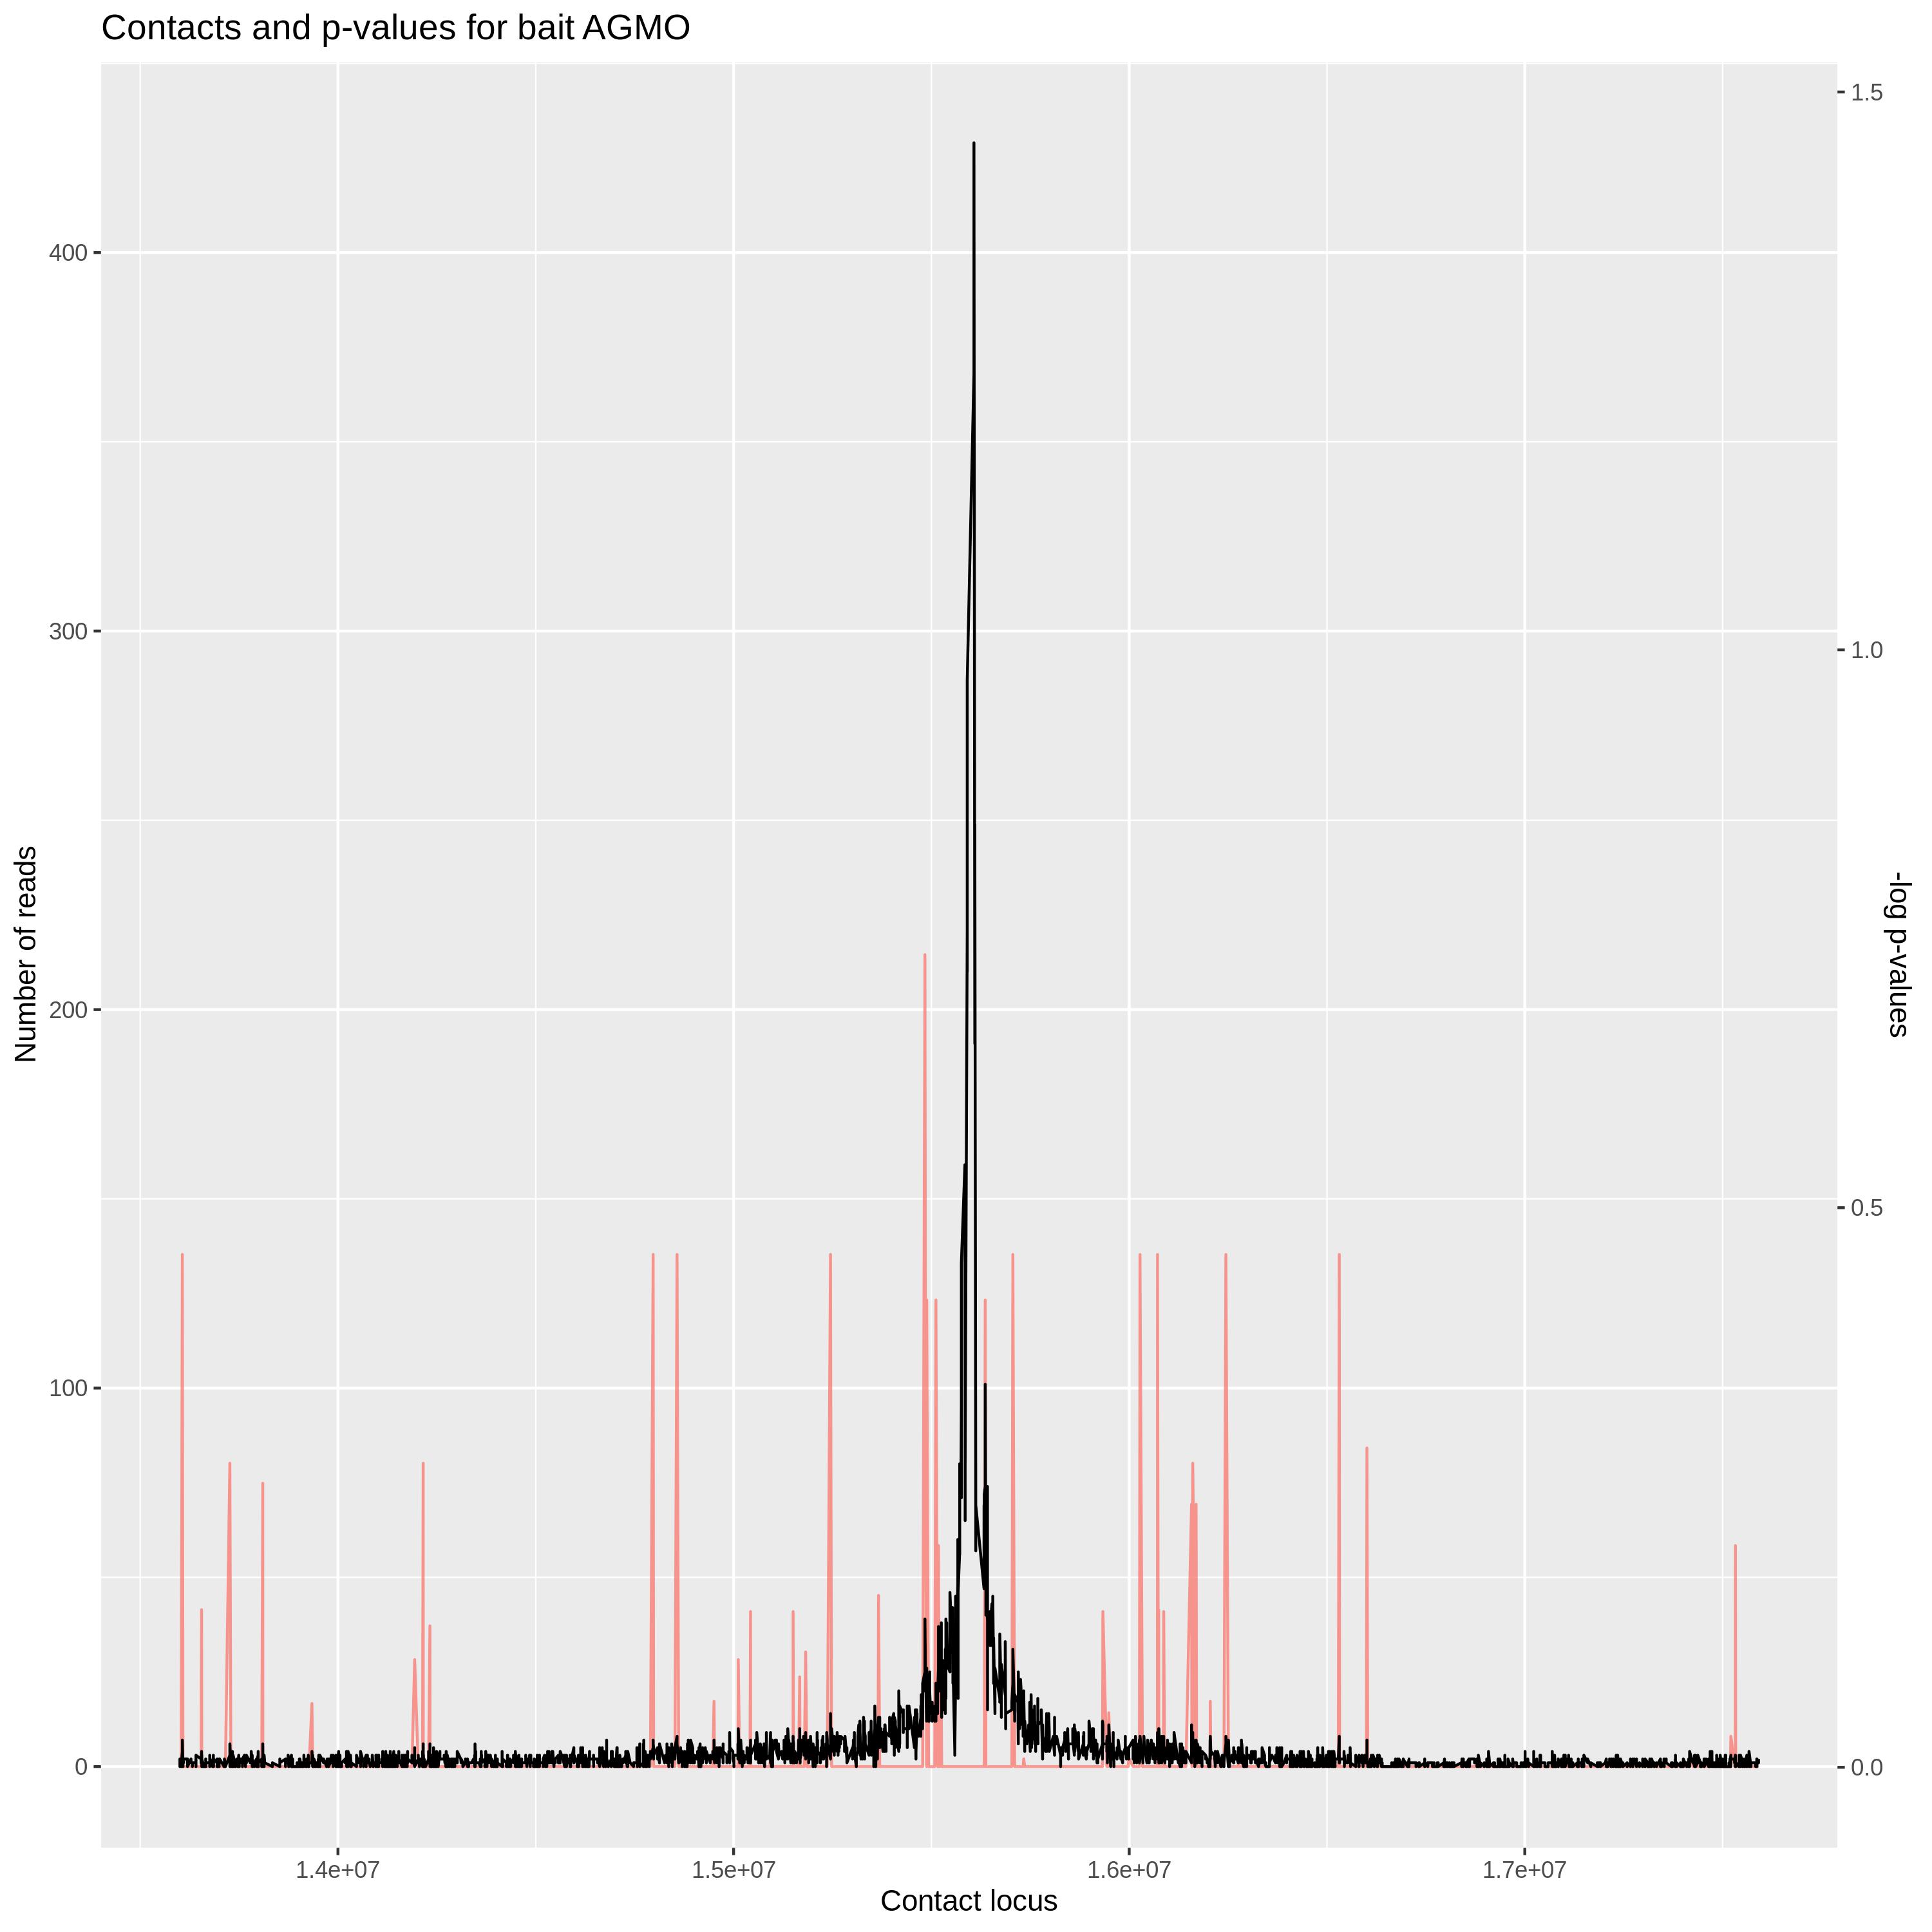 Contacts and p-values for bait AGMO
Number of reads
400
300
200
100
0
1.5
1.0
0.5
0.0
-log p-values
1.4e+07
1.5e+07
1.6e+07
1.7e+07
Contact locus